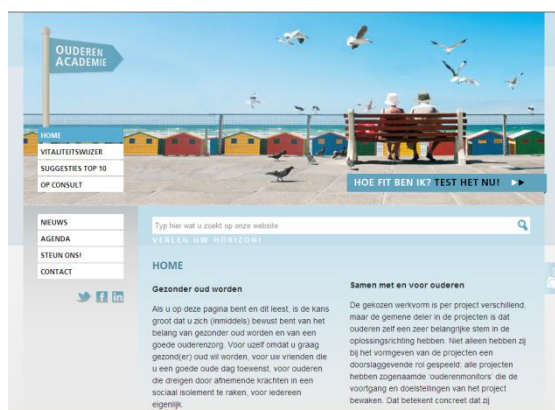 OUDEREN
ACADEMIE
HOME
VITALITEITSWIJZER
SUGGESTIES TOP 10
OP CONSULT
HOE FIT BEN IK? TEST HET NU!
NIEUWS
AGENDA
STEUN ONS!
CONTACT
Typ hier wat u zoekt op onze website
VERLEG UW HORIZON!
HOME
Gezonder oud worden
Als u op deze pagina bent en dit leest, is de kans
groot dat u zich (inmiddels) bewust bent van het
belang van gezonder oud worden en van een
goede ouderenzorg. Voor uzelf omdat u graag
gezond(er) oud wil worden, voor uw vrienden die
u een goede oude dag toewenst, voor ouderen
die dreigen door afnemende krachten in een
sociaal isolement te raken, voor iedereen
eigenlijk.
Samen met en voor ouderen
De gekozen werkvorm is per project verschillend,
maar de gemene deler in de projecten is dat
ouderen zelf een zeer belangrijke stem in de
oplossingsrichting hebben. Niet alleen hebben zij
bij het vormgeven van de projecten een
doorslaggevende rol gespeeld; alle projecten
hebben zogenaamde 'ouderenmonitors' die de
voortgang en doelstellingen van het project
bewaken. Dat betekent concreet dat zij